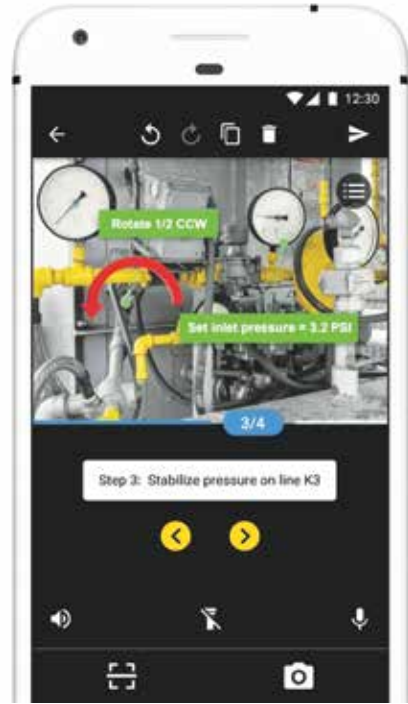 12:30
Rotate 1/2 CCW
Set inlet pressure = 3.2 PSI
3/4
Step 3: Stabilize pressure on line K3